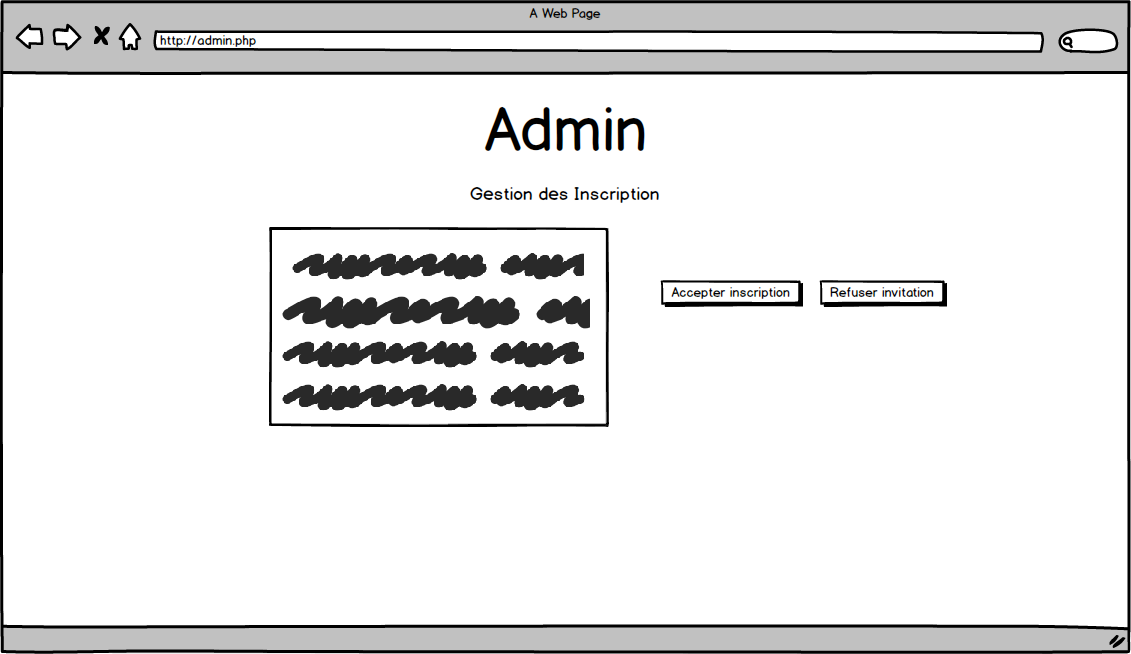 A Web Page
http://admin.php
Admin
Gestion des Inscription
Accepter inscription
Refuser invitation